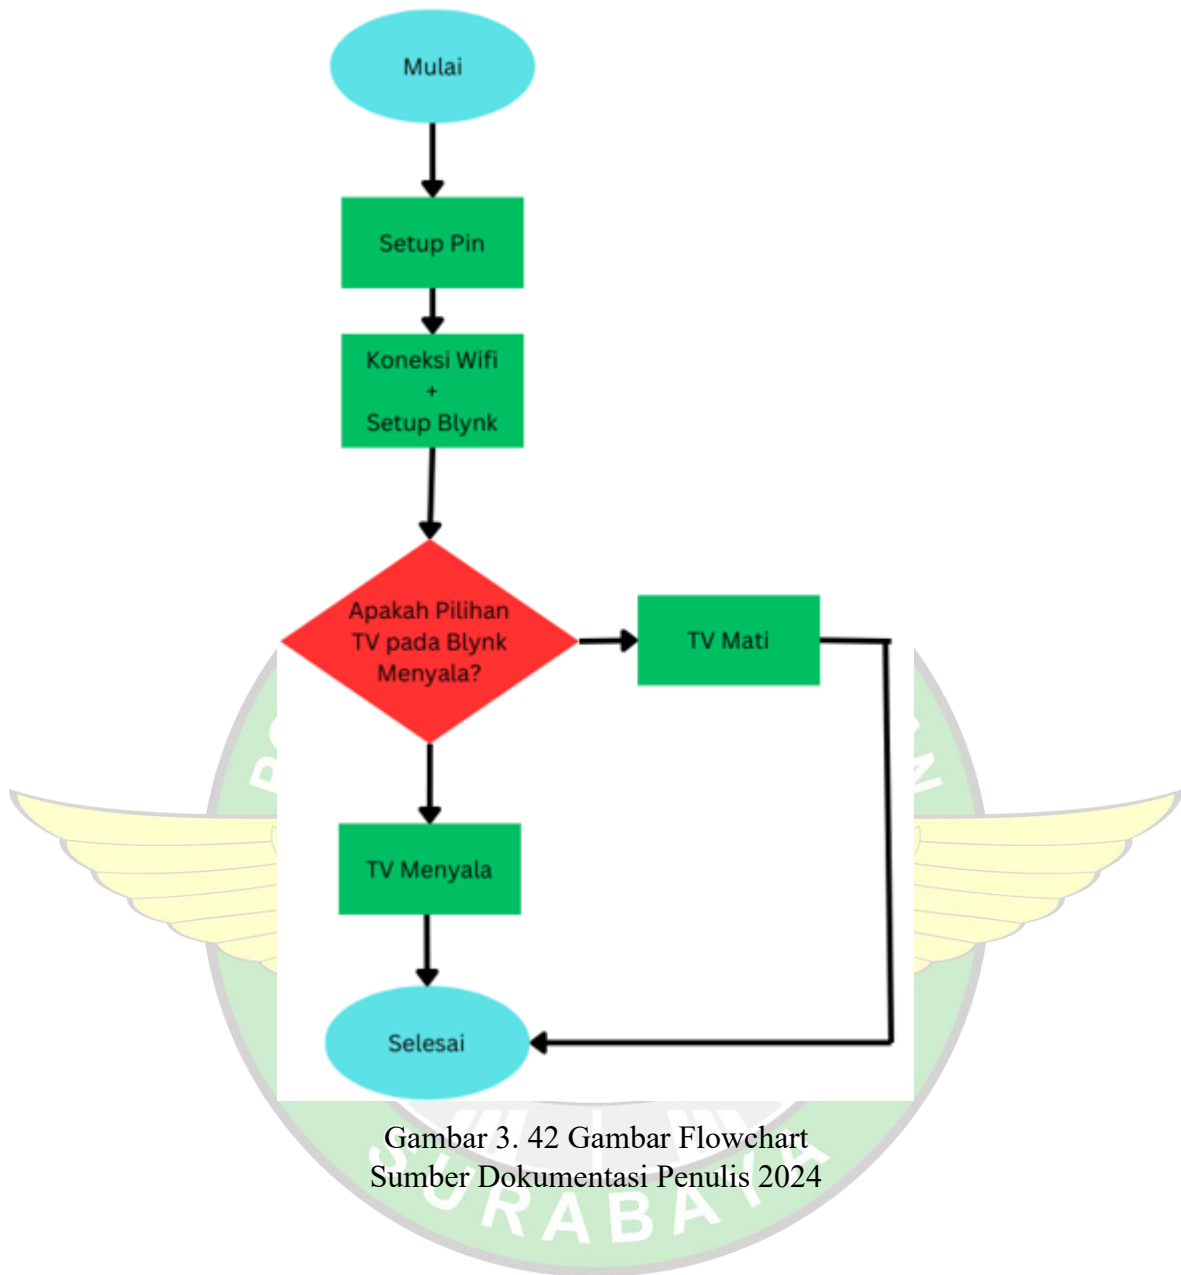 Mulai
Setup Pin
Koneksi Wifi
+
Setup Blynk
Apakah Pilihan
TV pada Blynk
Menyala?
TV Mati
TV Menyala
Selesai
Gambar 3. 42 Gambar Flowchart
Sumber Dokumentasi Penulis 2024
SURABAYA